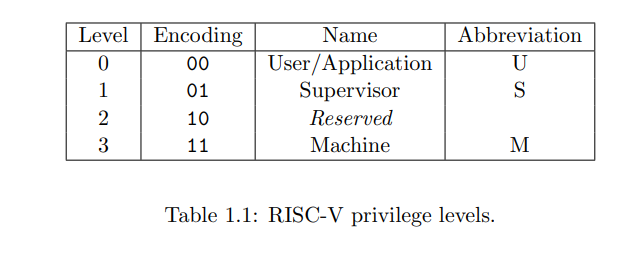 Level Encoding Name Abbreviation
0 00 User/Application U
1 01 Supervisor S
2 10 Reserved
3 11 Machine M
Table 1.1: RISC-V privilege levels.